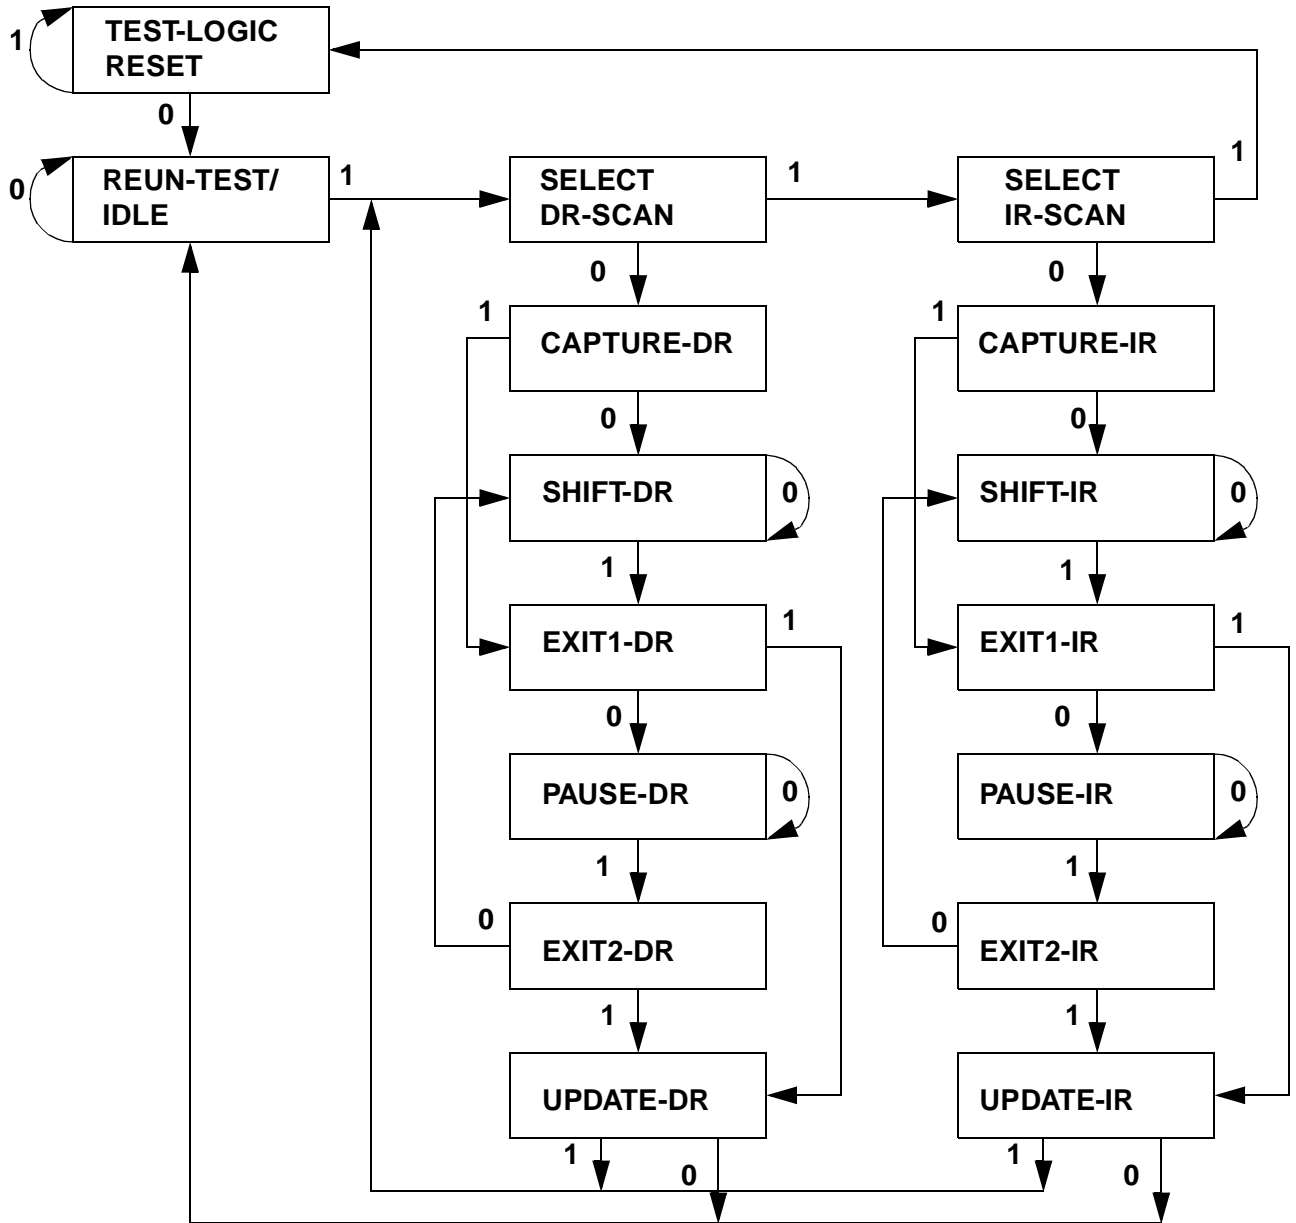 1
TEST-LOGIC
RESET
0
0
REUN-TEST/
IDLE
1
SELECT
DR-SCAN
1
SELECT
IR-SCAN
1
0
0
1
CAPTURE-DR
1
CAPTURE-IR
0
0
SHIFT-DR
0
SHIFT-IR
0
1
1
EXIT1-DR
1
EXIT1-IR
1
0
0
PAUSE-DR
0
PAUSE-IR
0
1
1
0
EXIT2-DR
0
EXIT2-IR
1
1
UPDATE-DR
UPDATE-IR
1
0
1
0